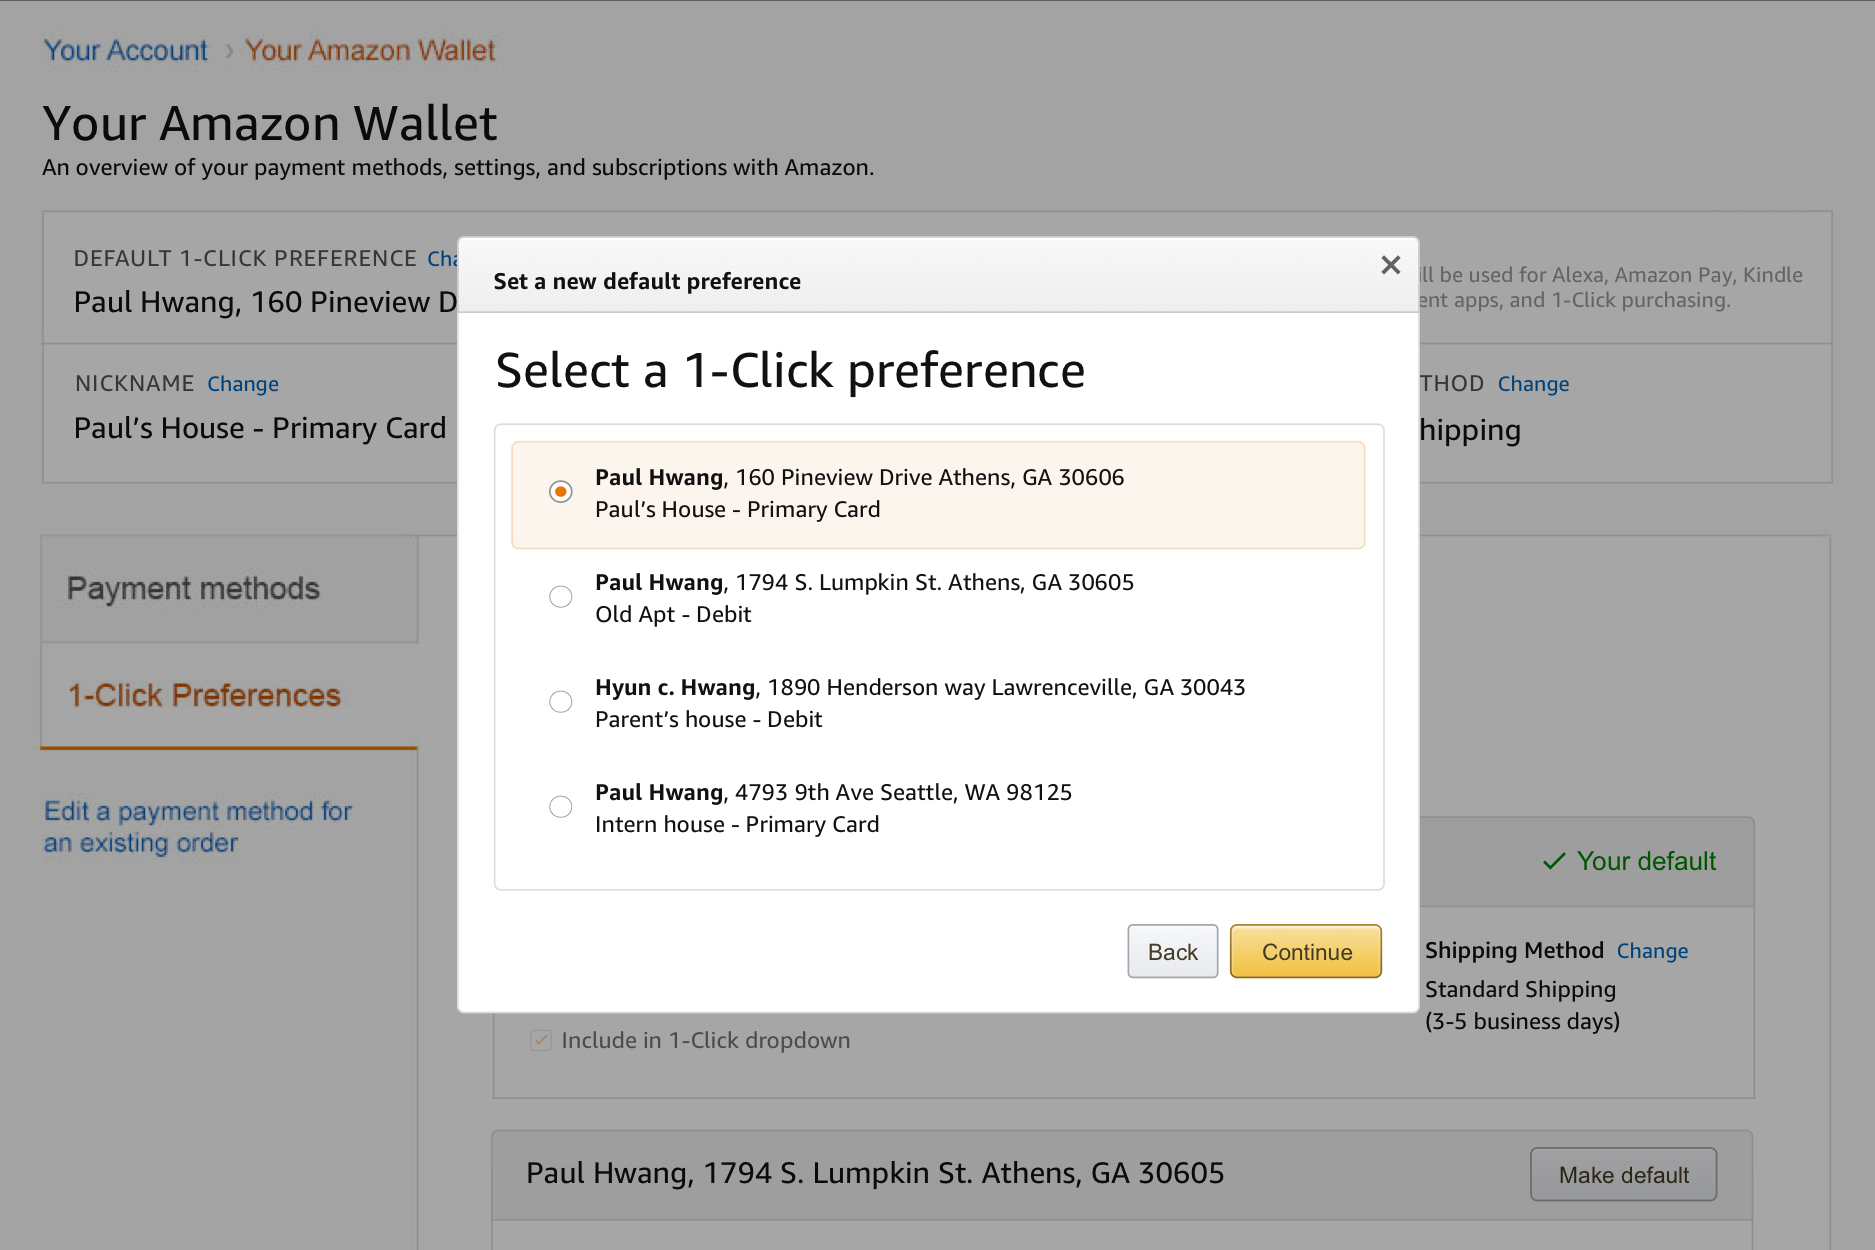 Your Account › Your Amazon Wallet
Your Amazon Wallet
An overview of your payment methods, settings, and subscriptions with Amazon.
DEFAULT 1-CLICK PREFERENCE
Paul Hwang, 160 Pineview
be used for Alexa, Amazon Pay, Kindle
apps, and 1-Click purchasing.
NICKNAME Change
Paul's House - Primary Card
Change
Set a new default preference
Select a 1-Click preference
Paul Hwang, 160 Pineview Drive Athens, GA 30606
Paul's House - Primary Card
Paul Hwang, 1794 S. Lumpkin St. Athens, GA 30605
Old Apt - Debit
Hyun c. Hwang, 1890 Henderson way Lawrenceville, GA 30043
Parent's house - Debit
Paul Hwang, 4793 9th Ave Seattle, WA 98125
Intern house - Primary Card
Back
Continue
Payment methods
1-Click Preferences
Edit a payment method for
an existing order
Your default
Shipping Method Change
Standard Shipping
(3-5 business days)
Include in 1-Click dropdown
Paul Hwang, 1794 S. Lumpkin St. Athens, GA 30605
Make default